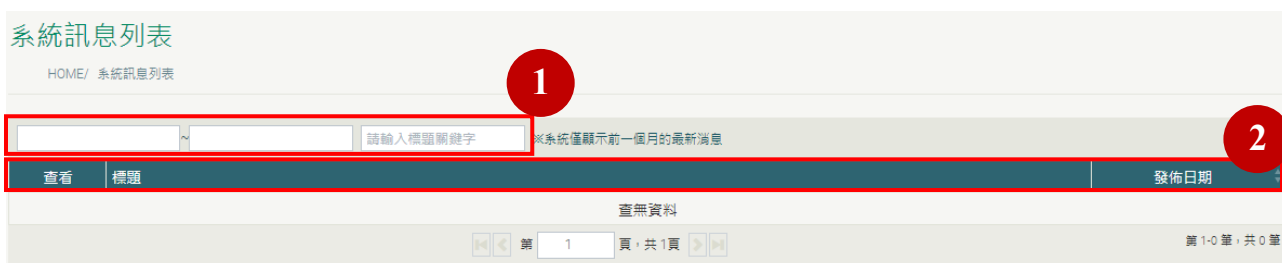 系統訊息列表
HOME/ 系統訊息列表
1
~ 請輸入標題關鍵字 ※系統僅顯示前一個月的最新消息
2
查看 標題 發佈日期
查無資料
第 1 頁，共 1頁 第 1-0 筆，共 0 筆